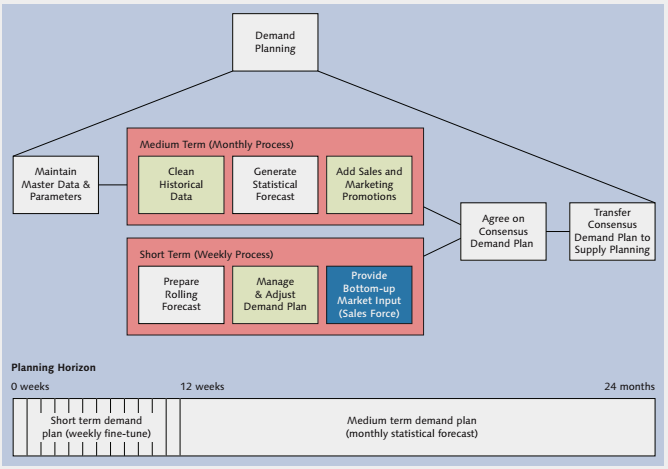 Demand
Planning
Medium Term (Monthly Process)
Maintain
Master Data &
Parameters
Clean
Historical
Data
Generate
Statistical
Forecast
Add Sales and
Marketing
Promotions
Agree on
Consensus
Demand Plan
Transfer
Consensus
Demand Plan to
Supply Planning
Short Term (Weekly Process)
Prepare
Rolling
Forecast
Manage
& Adjust
Demand Plan
Provide
Bottom-up
Market Input
(Sales Force)
Planning Horizon
0 weeks
12 weeks
24 months
Short term demand
plan (weekly fine-tune)
Medium term demand plan
(monthly statistical forecast)